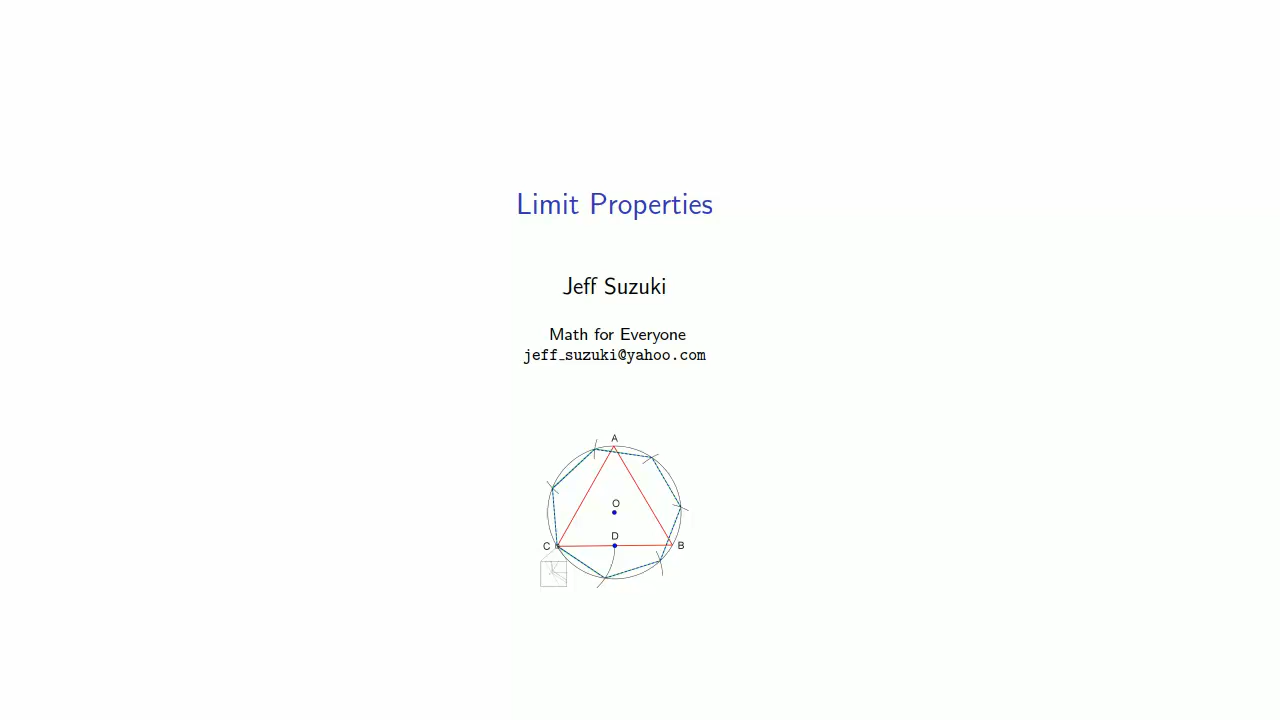 Limit Properties
Jeff Suzuki
Math for Everyone
jeff_suzuki@yahoo.com
A
O
D
C
B